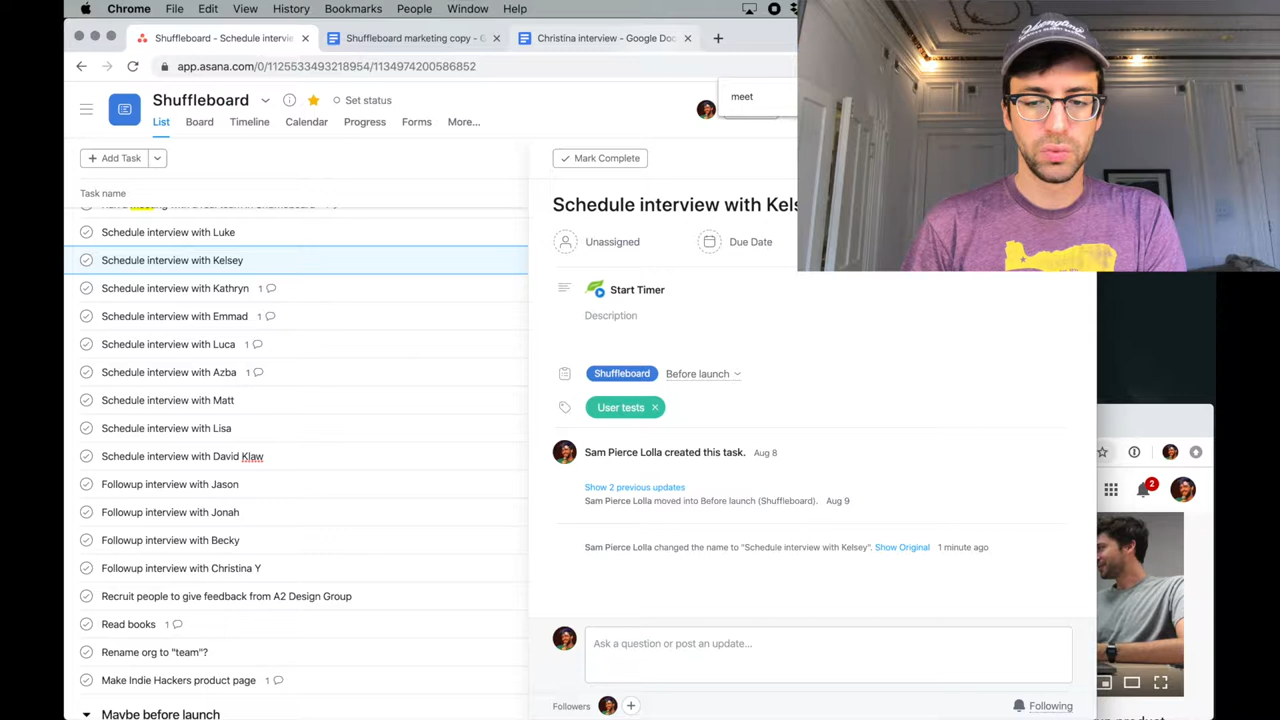 Chrome File Edit View History Bookmarks People Window Help
Shuffleboard - Schedule intervie × Shuffleboard marketing copy - G × Christina interview - Google Doc × +
app.asana.com/0/1125533493218954/113497
52
meet
Shuffleboard Set status
List Board Timeline Calendar Progress Forms More...
+ Add Task
Mark Complete
Task name
Schedule interview with Kels
Schedule interview with Luke
Unassigned Due Date
Schedule interview with Kelsey
Schedule interview with Kathryn 1
Start Timer
Description
Schedule interview with Emmad 1
Schedule interview with Luca 1
Schedule interview with Azba 1
Shuffleboard Before launch
Schedule interview with Matt
User tests ×
Schedule interview with Lisa
Schedule interview with David Klaw
Sam Pierce Lolla created this task. Aug 8
Followup interview with Jason
Show 2 previous updates
Sam Pierce Lolla moved into Before launch (Shuffleboard). Aug 9
Followup interview with Jonah
Followup interview with Becky
Sam Pierce Lolla changed the name to "Schedule interview with Kelsey". Show Original 1 minute ago
Followup interview with Christina Y
Recruit people to give feedback from A2 Design Group
Read books 1
Rename org to "team"?
Ask a question or post an update...
Make Indie Hackers product page 1
Followers + Following
Maybe before launch
2